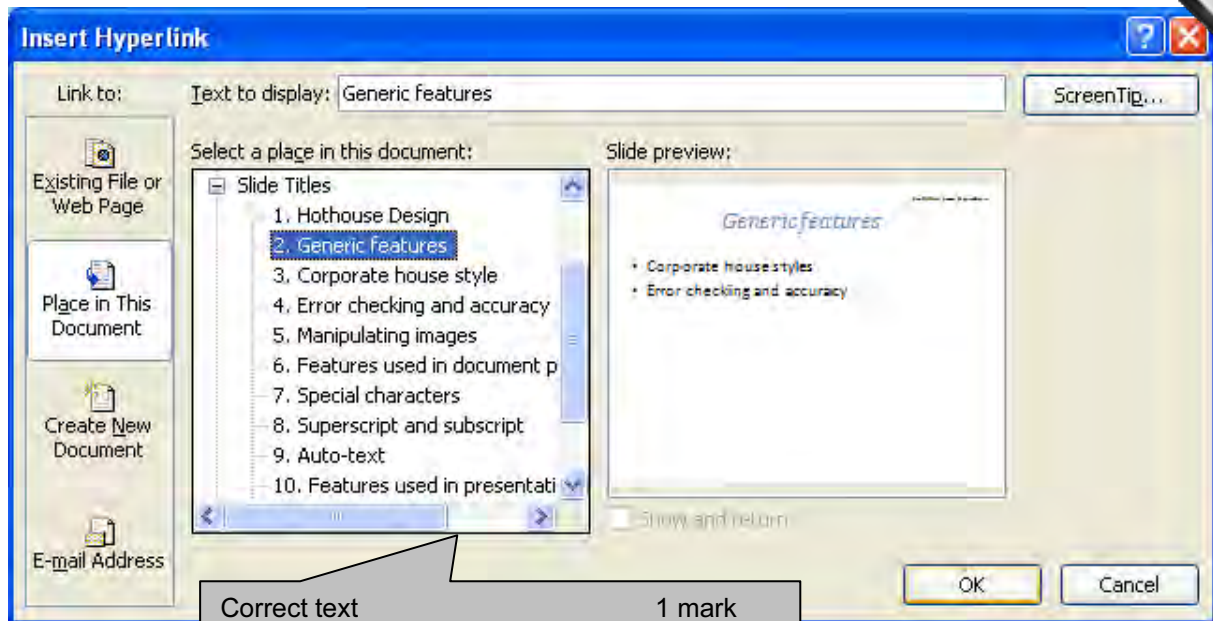 Insert Hyperlink
Link to:
Text to display: Generic features
ScreenTip...
Existing File or
Web Page
Place in This
Document
Create New
Document
E-mail Address
Select a place in this document:
Slide Titles
1. Hothouse Design
2. Generic features
3. Corporate house style
4. Error checking and accuracy
5. Manipulating images
6. Features used in document p
7. Special characters
8. Superscript and subscript
9. Auto-text
10. Features used in presentati
Slide preview:
Generic features
• Corporate house styles
• Error checking and accuracy
Show and return
OK
Cancel
Correct text 1 mark